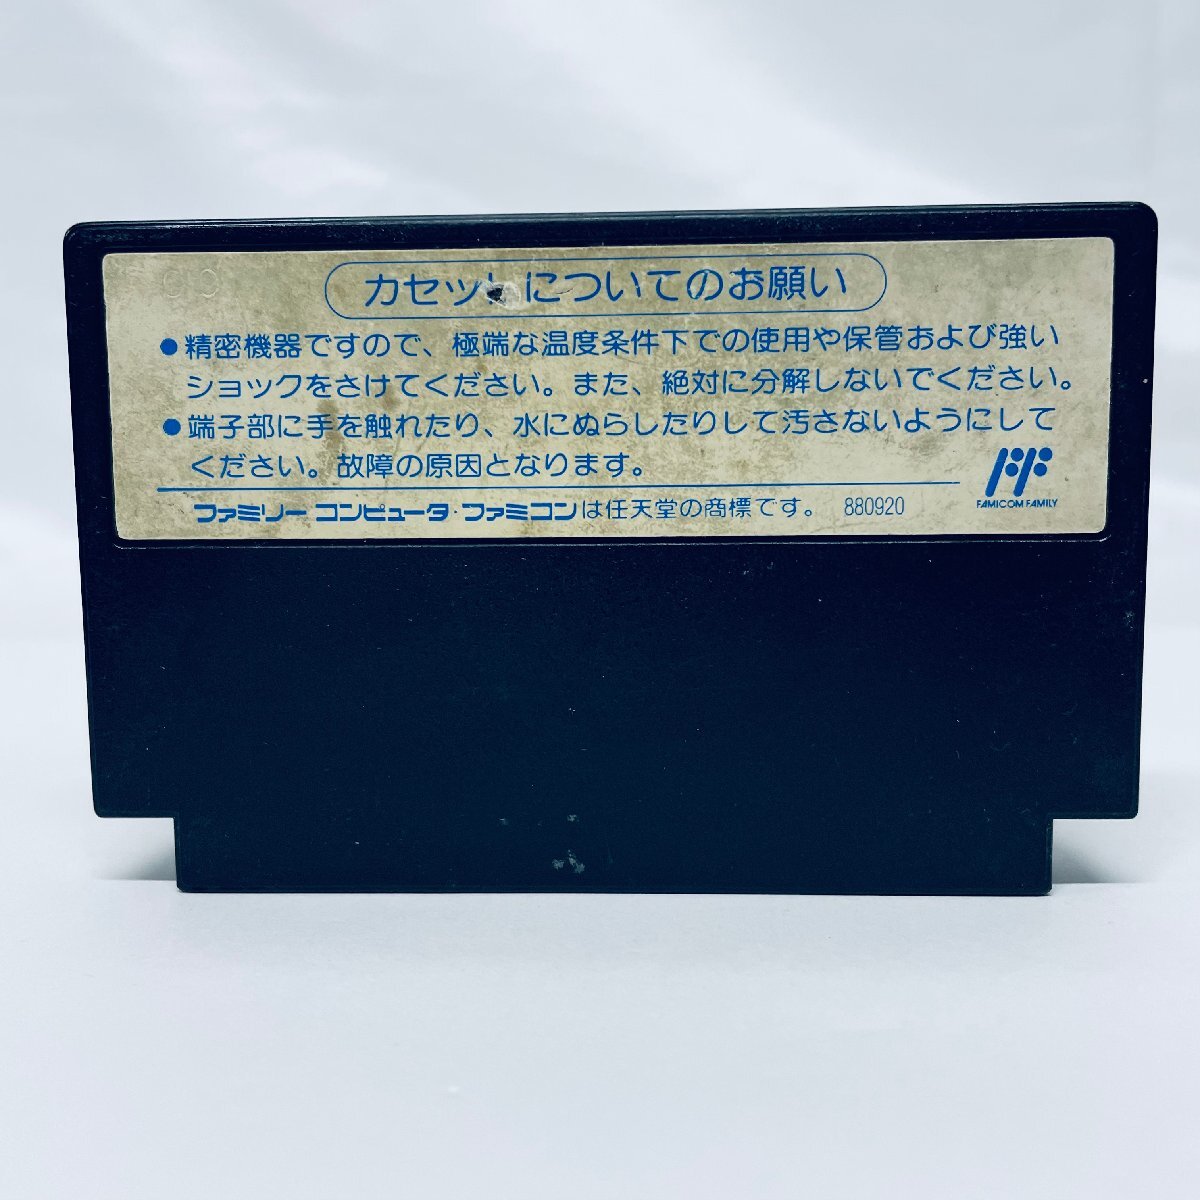 カセットについてのお願い
●精密機器ですので、極端な温度条件下での使用や保管および強い
ショックをさけてください。また、絶対に分解しないでください。
●端子部に手を触れたり、水にぬらしたりして汚さないようにして
ください。故障の原因となります。
FAMICOM FAMILY
ファミリーコンピュータ・ファミコンは任天堂の商標です。 880920